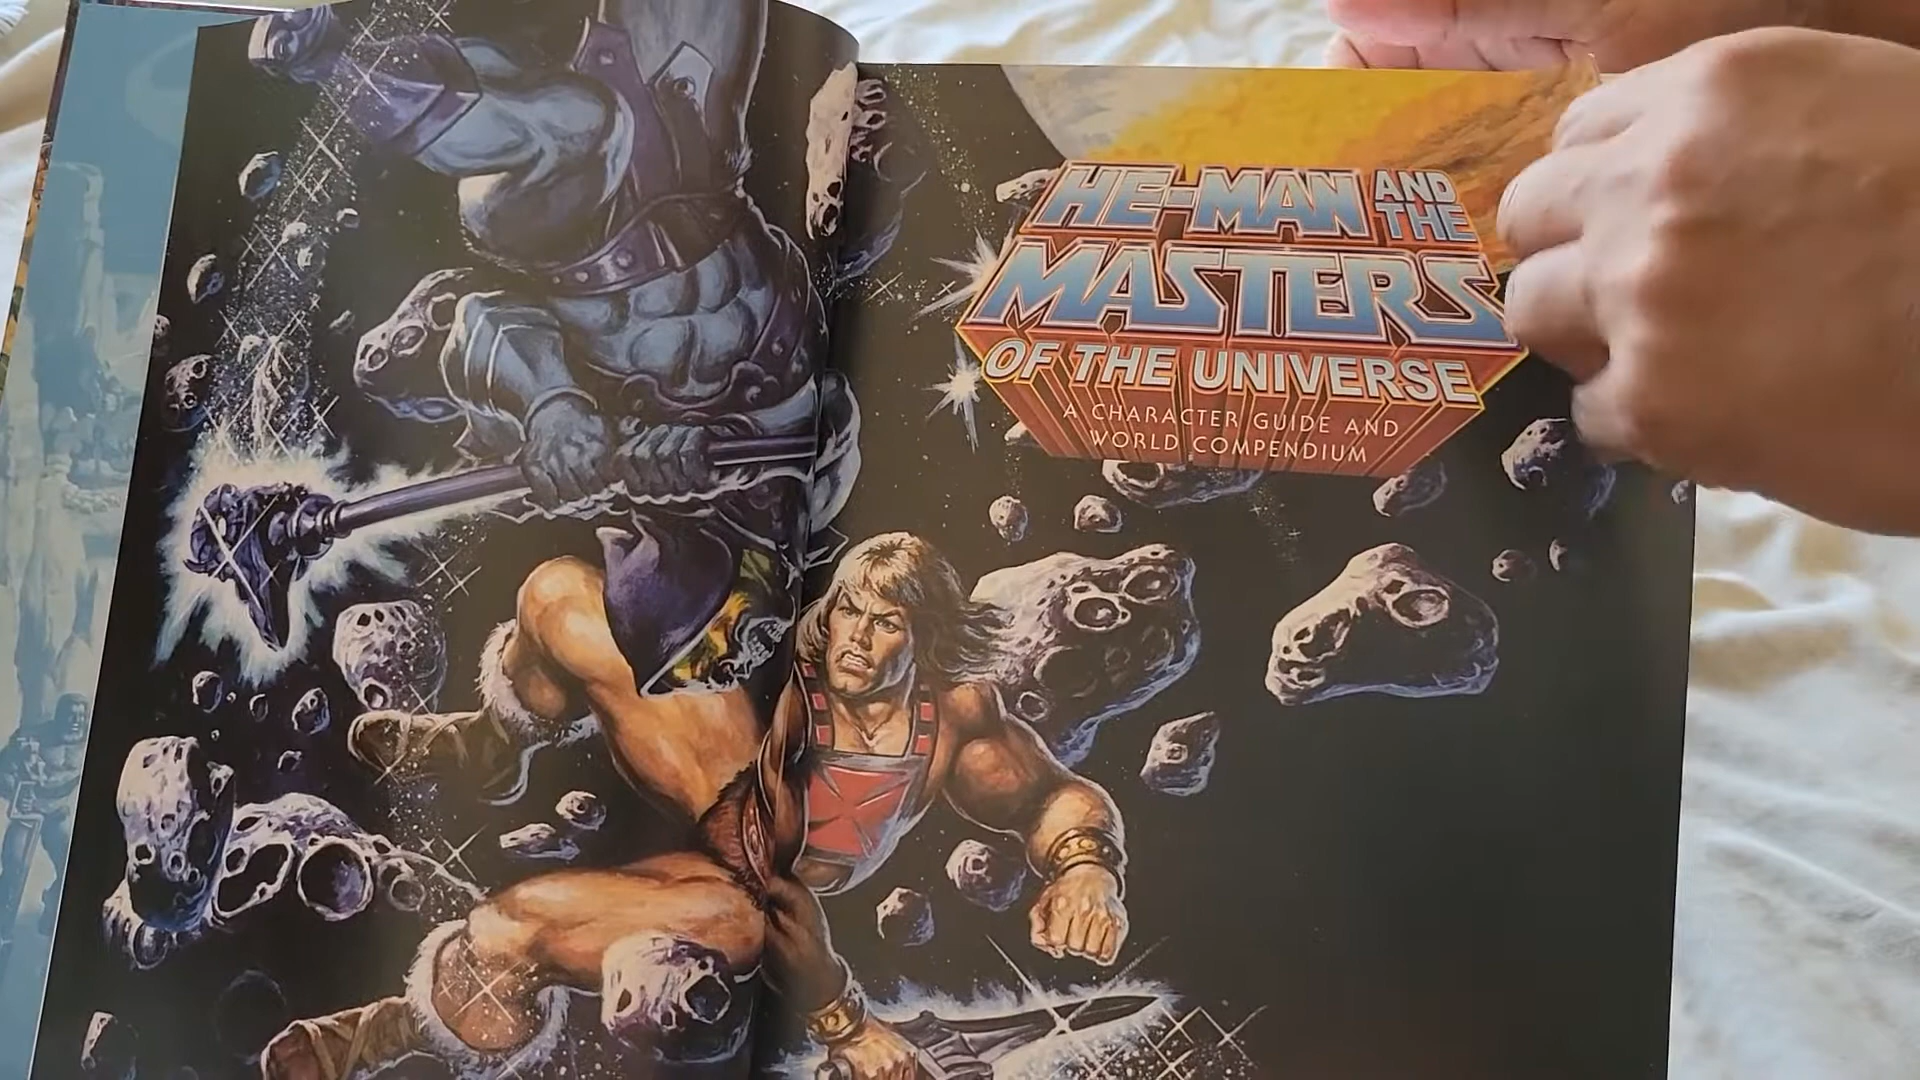 HE-MAN AND THE
MASTERS
OF THE UNIVERSE
A CHARACTER GUIDE AND
WORLD COMPENDIUM